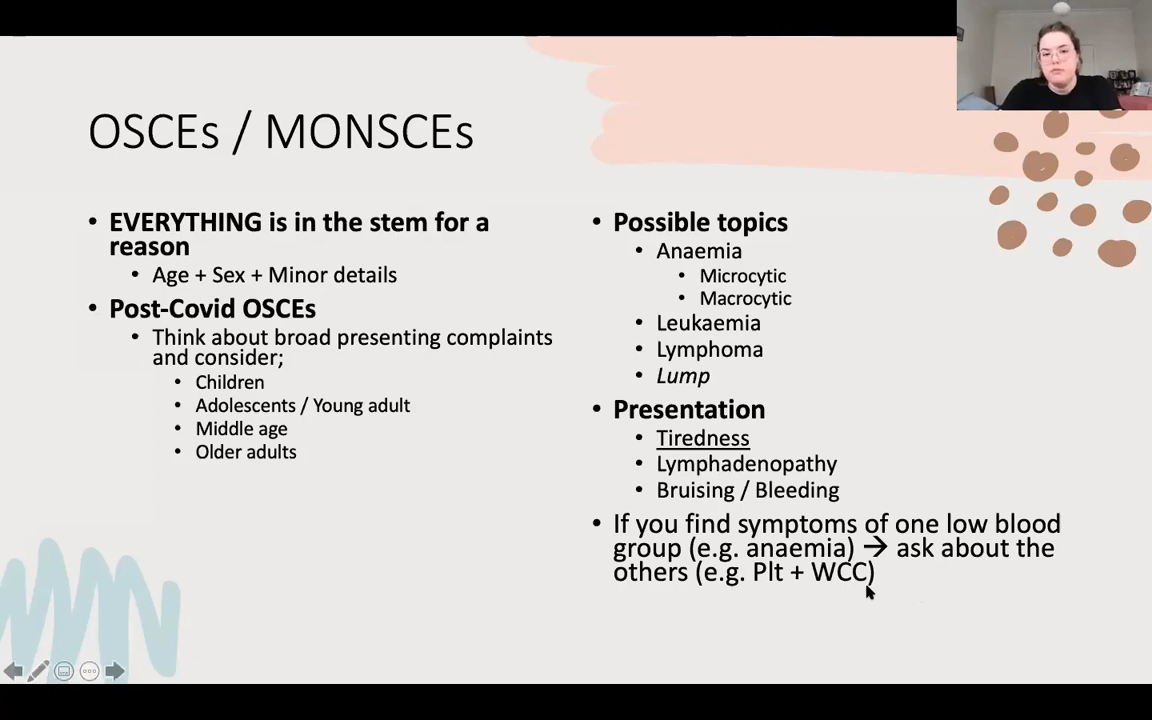 OSCEs / MONSCEs
• EVERYTHING is in the stem for a
reason
• Age + Sex + Minor details
• Post-Covid OSCEs
• Think about broad presenting complaints
and consider;
• Children
• Adolescents / Young adult
• Middle age
• Older adults
• Possible topics
• Anaemia
• Microcytic
• Macrocytic
• Leukaemia
• Lymphoma
• Lump
• Presentation
• Tiredness
• Lymphadenopathy
• Bruising / Bleeding
• If you find symptoms of one low blood
group (e.g. anaemia) → ask about the
others (e.g. Plt + WCC)